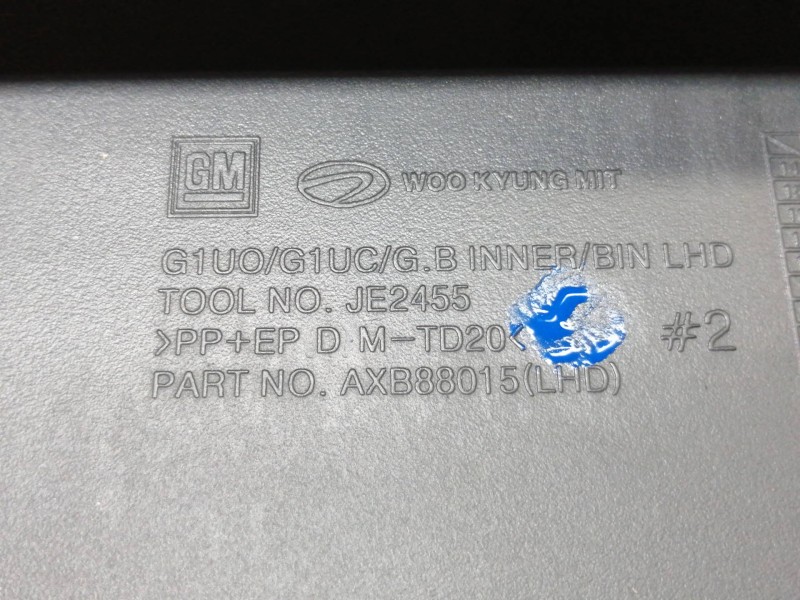 GM WOO KYUNG MIT
G1UO/G1UC/G.B INNER/BIN LHD
TOOL NO. JE2455
>PP+EP D M-TD20< #2
PART NO. AXB88015(LHD)